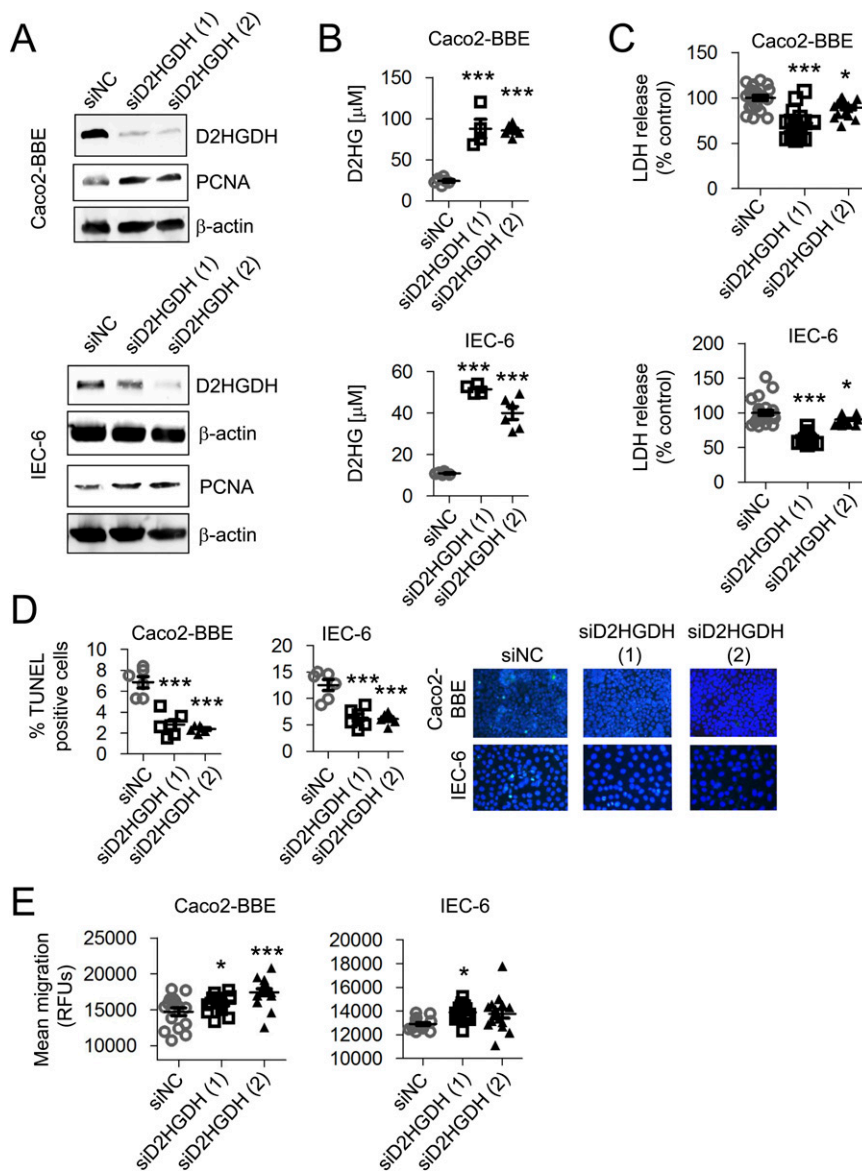 A
siNC
siD2HGDH (1)
siD2HGDH (2)
Caco2-BBE
D2HGDH
PCNA
β-actin
siNC
siD2HGDH (1)
siD2HGDH (2)
IEC-6
D2HGDH
β-actin
PCNA
β-actin
B
Caco2-BBE
D2HG [µM]
150
100
50
0
***
***
siNC
siD2HGDH (1)
siD2HGDH (2)
IEC-6
D2HG [µM]
60
40
20
0
***
***
siNC
siD2HGDH (1)
siD2HGDH (2)
C
Caco2-BBE
LDH release
(% control)
150
100
50
0
***
*
siNC
siD2HGDH (1)
siD2HGDH (2)
IEC-6
LDH release
(% control)
200
150
100
50
0
***
*
siNC
siD2HGDH (1)
siD2HGDH (2)
D
Caco2-BBE
% TUNEL
positive cells
8
6
4
2
0
***
***
siNC
siD2HGDH (1)
siD2HGDH (2)
IEC-6
20
15
10
5
0
***
***
siNC
siD2HGDH (1)
siD2HGDH (2)
siNC
siD2HGDH
(1)
siD2HGDH
(2)
Caco2-
BBE
IEC-6
E
Caco2-BBE
Mean migration
(RFUs)
25000
20000
15000
10000
*
***
siNC
siD2HGDH (1)
siD2HGDH (2)
IEC-6
20000
18000
16000
14000
12000
10000
*
siNC
siD2HGDH (1)
siD2HGDH (2)